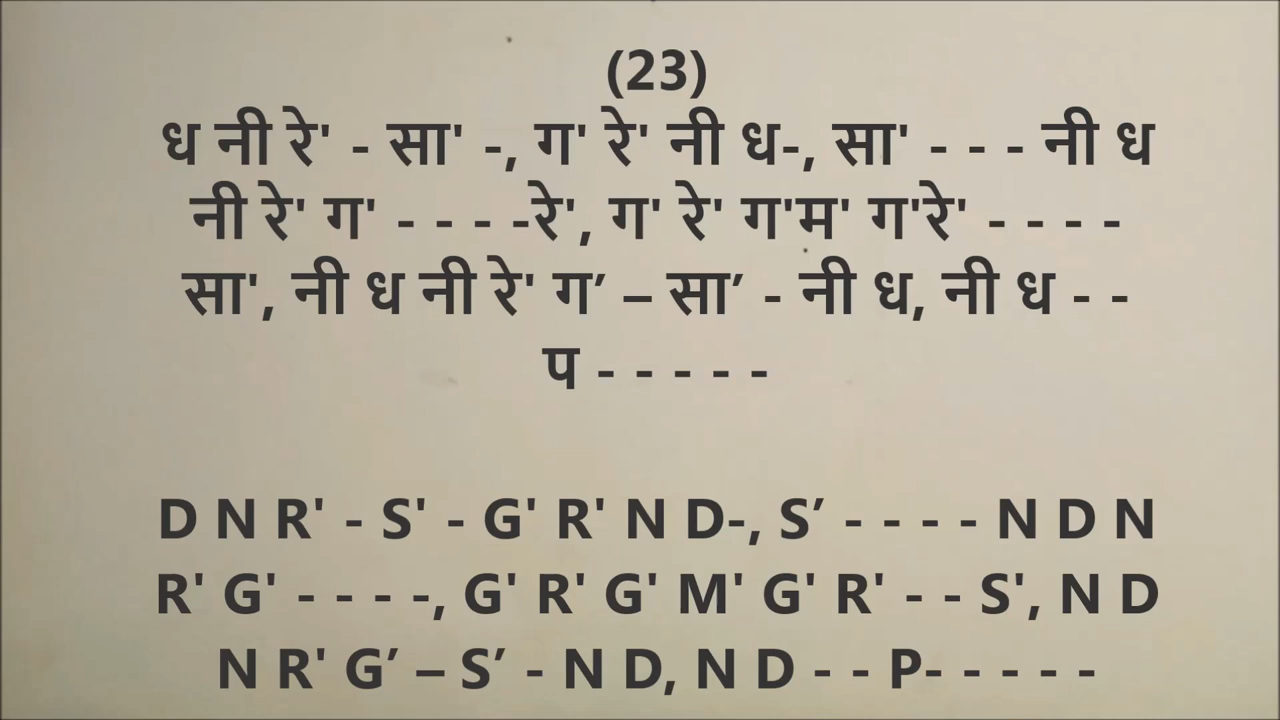 (23)
ध नी रे' - सा' -, ग' रे' नी ध-, सा' - - - नी ध
नी रे' ग' - - - -रे', ग' रे' ग'म' ग'रे' - - - -
सा', नी ध नी रे' ग’ – सा’ - नी ध, नी ध - -
प - - - - -
D N R' - S' - G' R' N D-, S’ - - - - N D N
R' G' - - - -, G' R' G' M' G' R' - - S', N D
N R' G’ – S’ - N D, N D - - P- - - - -